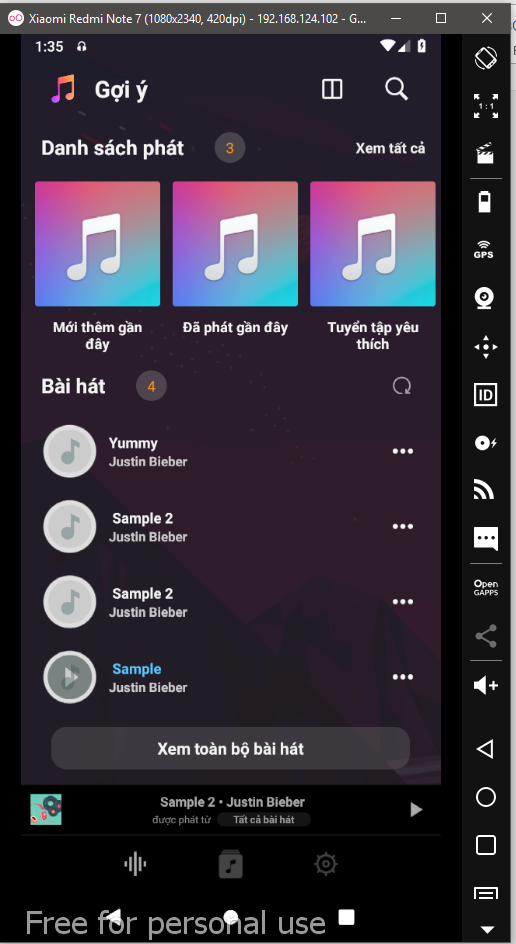 Xiaomi Redmi Note 7 (1080x2340, 420dpi) - 192.168.124.102 - G...
1:35
Gợi ý
Danh sách phát 3 Xem tất cả
Mới thêm gần
đây
Đã phát gần đây
Tuyển tập yêu
thích
Bài hát 4
Yummy
Justin Bieber
Sample 2
Justin Bieber
Sample 2
Justin Bieber
Sample
Justin Bieber
Xem toàn bộ bài hát
Sample 2 • Justin Bieber
được phát từ Tất cả bài hát
Free for personal use
1:1
GPS
ID
Open
GAPPS